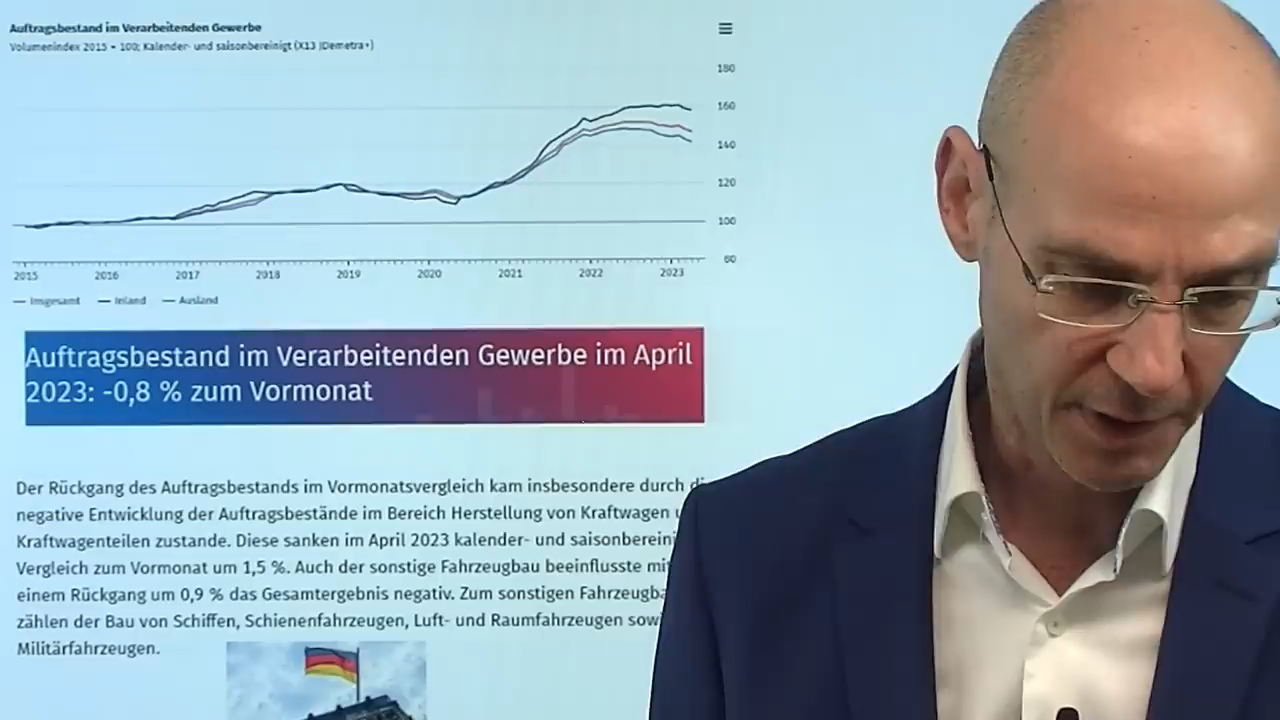 Auftragsbestand im Verarbeitenden Gewerbe
Volumenindex 2015 = 100; Kalender- und saisonbereinigt (X13 JDemetra+)
180
160
140
120
100
80
2015 2016 2017 2018 2019 2020 2021 2022 2023
Insgesamt Inland Ausland
Auftragsbestand im Verarbeitenden Gewerbe im April
2023: -0,8 % zum Vormonat
Der Rückgang des Auftragsbestands im Vormonatsvergleich kam insbesondere durch
negative Entwicklung der Auftragsbestände im Bereich Herstellung von Kraftwagen
Kraftwagenteilen zustande. Diese sanken im April 2023 kalender- und
Vergleich zum Vormonat um 1,5 %. Auch der sonstige Fahrzeugbau beeinflusste
einem Rückgang um 0,9 % das Gesamtergebnis negativ. Zum sonstigen
zählen der Bau von Schiffen, Schienenfahrzeugen, Luft- und Raumfahrzeugen
Militärfahrzeugen.